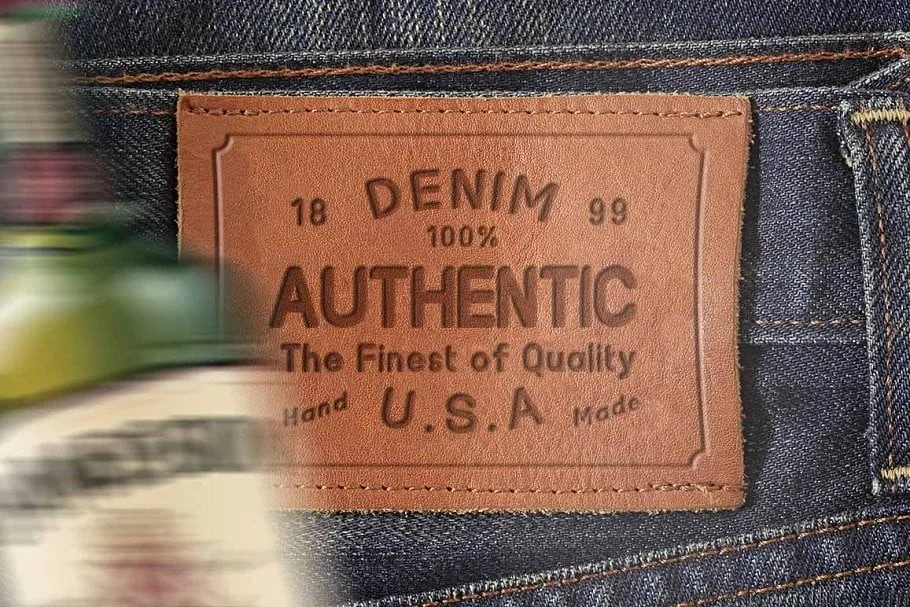 DENIM
18 99
100%
AUTHENTIC
The Finest of Quality
Hand U.S.A Made